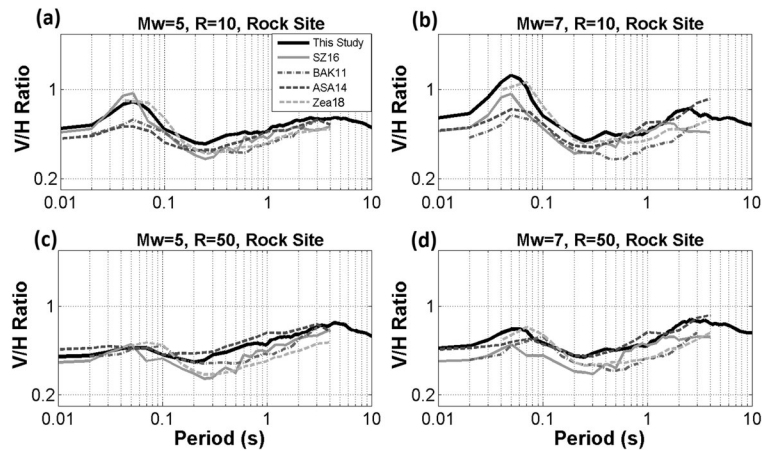 (a) Mw=5, R=10, Rock Site
V/H Ratio
1
0.2
0.01 0.1 1 10
This Study
SZ16
BAK11
ASA14
Zea18
(b) Mw=7, R=10, Rock Site
V/H Ratio
1
0.2
0.01 0.1 1 10
(c) Mw=5, R=50, Rock Site
V/H Ratio
1
0.2
0.01 0.1 1 10
Period (s)
(d) Mw=7, R=50, Rock Site
V/H Ratio
1
0.2
0.01 0.1 1 10
Period (s)